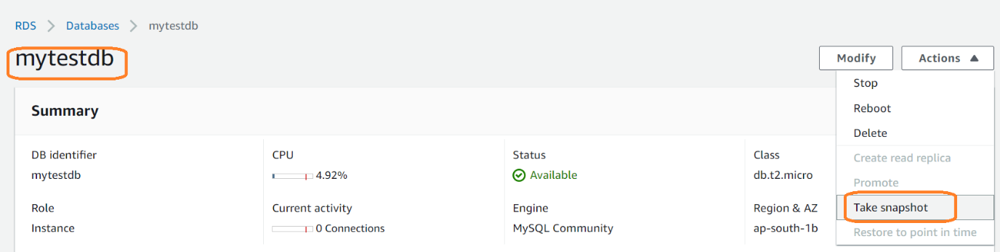 RDS > Databases > mytestdb
mytestdb
Modify
Actions
Stop
Reboot
Delete
Create read replica
Promote
Take snapshot
Restore to point in time
Summary
DB identifier
mytestdb
CPU
4.92%
Status
Available
Class
db.t2.micro
Role
Instance
Current activity
0 Connections
Engine
MySQL Community
Region & AZ
ap-south-1b